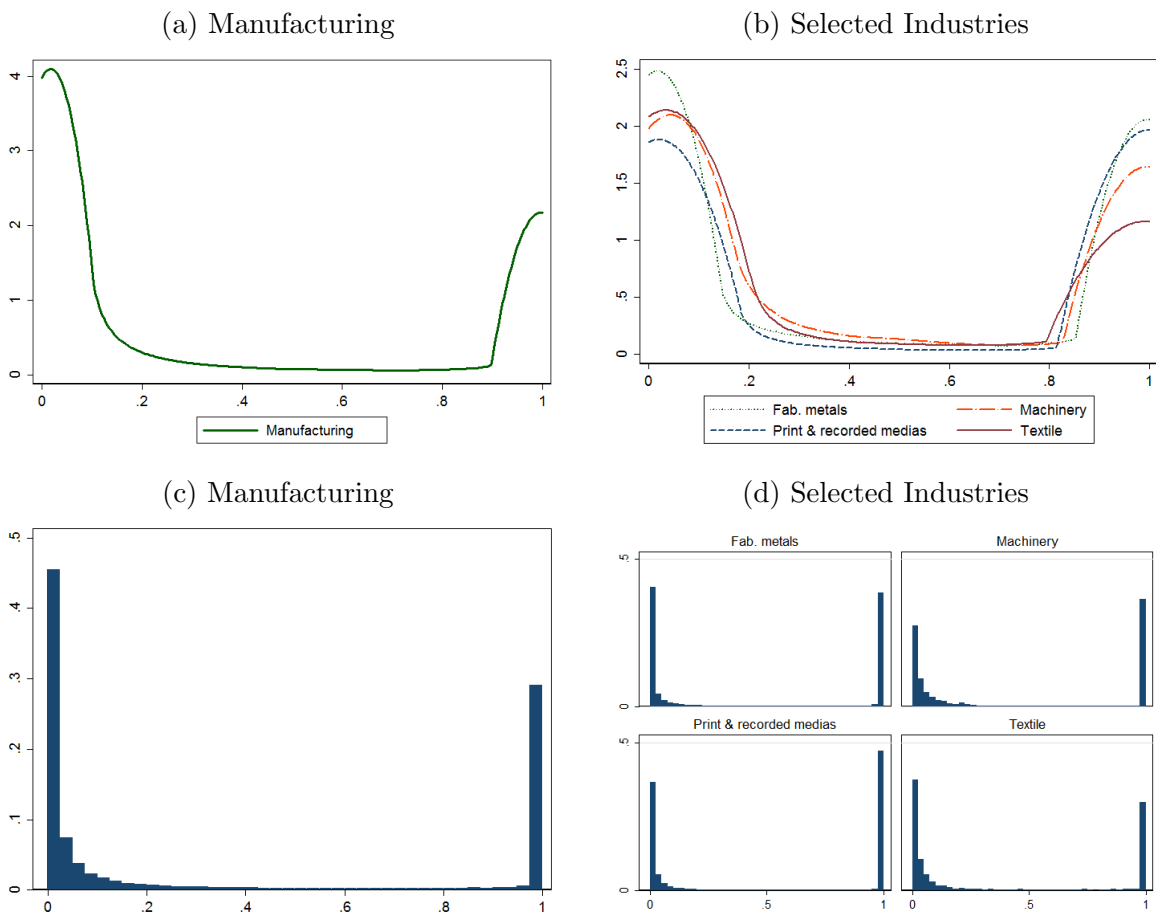 (a) Manufacturing
4
3
2
1
0
0 .2 .4 .6 .8 1
Manufacturing
(b) Selected Industries
2.5
2
1.5
1
.5
0
0 .2 .4 .6 .8 1
Fab. metals Machinery
Print & recorded medias Textile
(c) Manufacturing
.5
.4
.3
.2
.1
0
0 .2 .4 .6 .8 1
(d) Selected Industries
Fab. metals Machinery
.5
0
Print & recorded medias Textile
.5
0
0 .5 1 0 .5 1